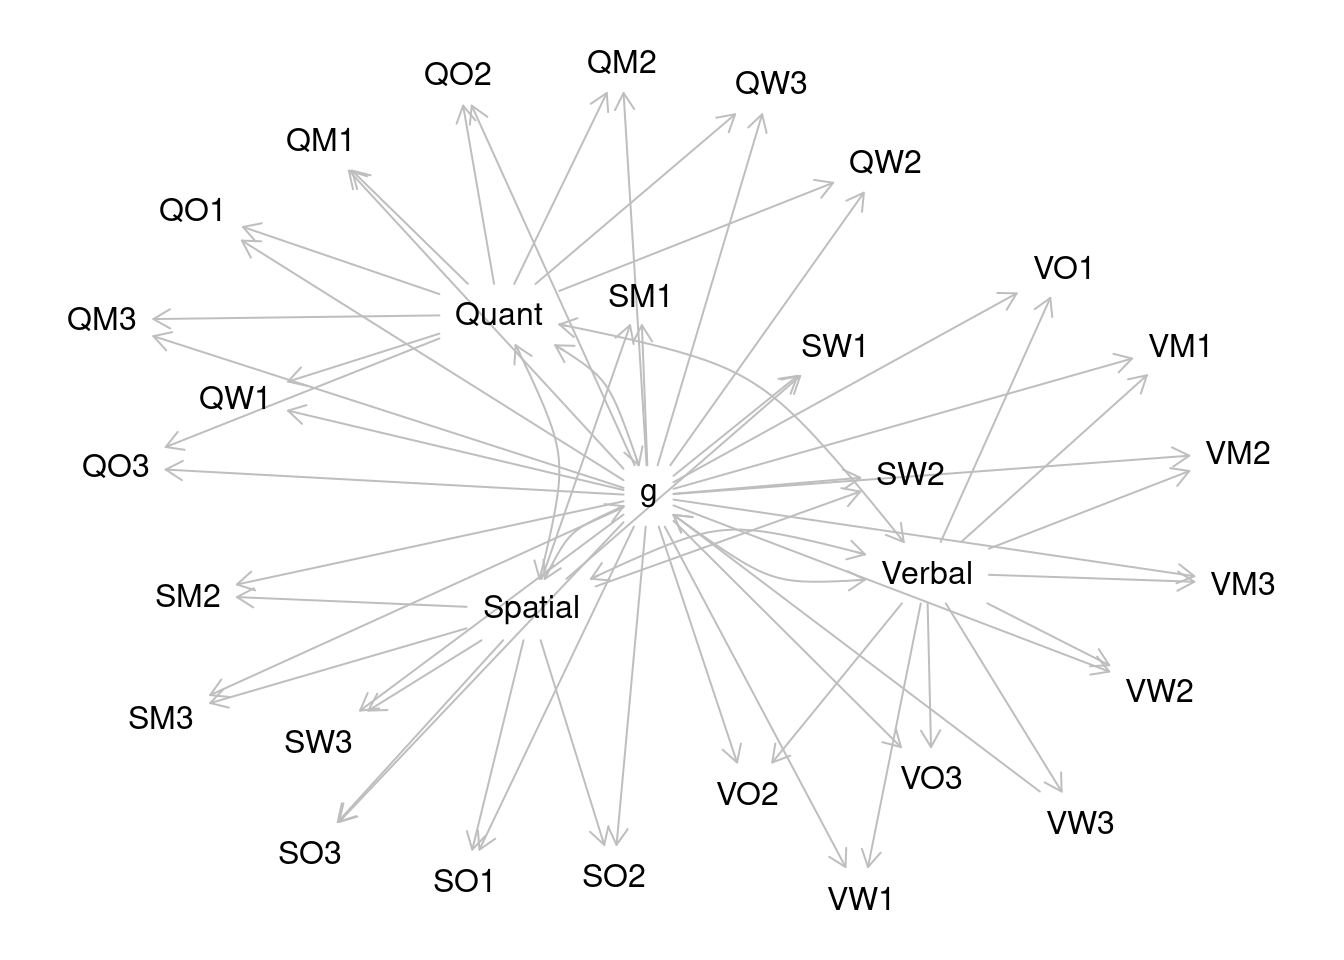 QM2
QO2
QW3
QM1
QW2
QO1
VO1
SM1
Quant
QM3
SW1
VM1
QW1
VM2
QO3
SW2
g
Verbal
VM3
SM2
Spatial
VW2
SM3
SW3
VO3
VO2
VW3
SO3
SO2
SO1
VW1